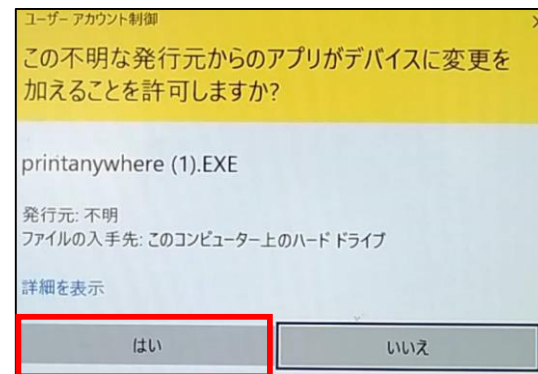 ユーザー アカウント制御
この不明な発行元からのアプリがデバイスに変更を
加えることを許可しますか?
printanywhere (1).EXE
発行元: 不明
ファイルの入手先: このコンピューター上のハード ドライブ
詳細を表示
はい
いいえ